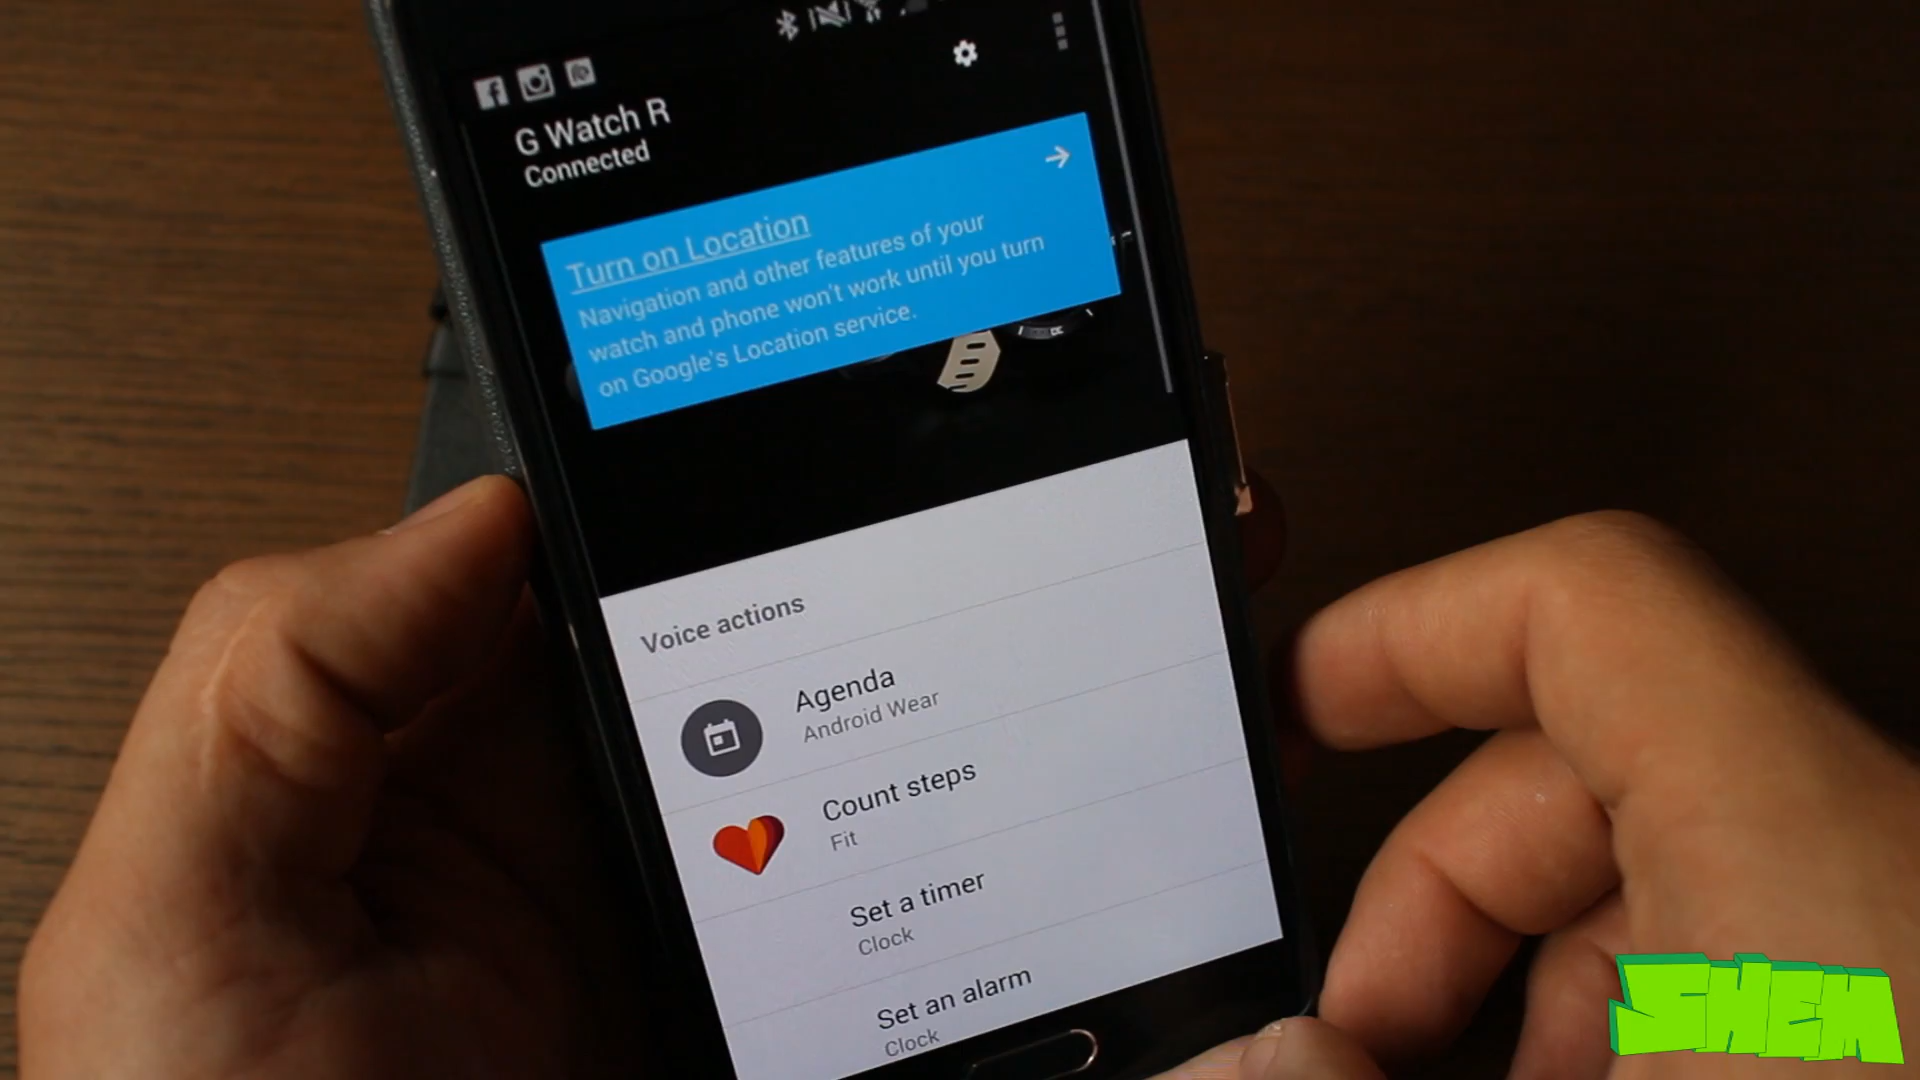 G Watch R
Connected
Turn on Location
Navigation and other features of your
watch and phone won't work until you turn
on Google's Location service.
Voice actions
Agenda
Android Wear
Count steps
Fit
Set a timer
Clock
Set an alarm
Clock
SHEM